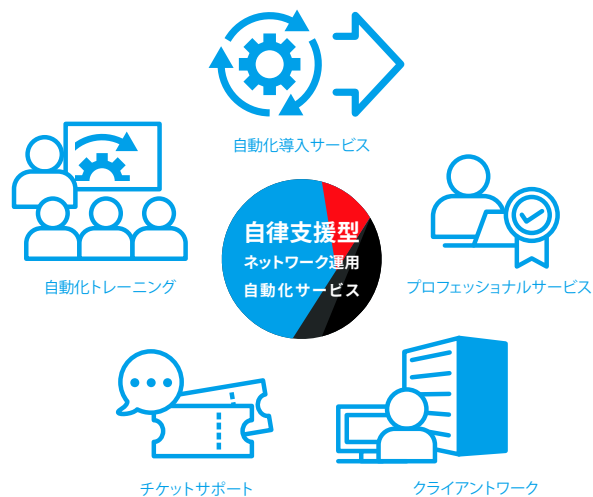 自動化導入サービス
自律支援型
ネットワーク運用
自動化サービス
自動化トレーニング
プロフェッショナルサービス
チケットサポート
クライアントワーク